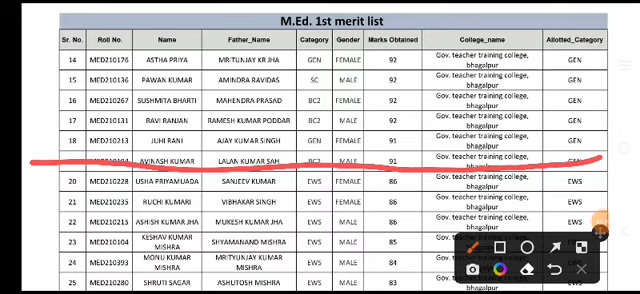 M.Ed. 1st merit list
Sr. No. Roll No. Name Father_Name Category Gender Marks Obtained College_name Allotted_Category
14 MED210176 ASTHA PRIYA MRITUNJAY KR JHA GEN FEMALE 92 Gov. teacher training college, bhagalpur GEN
15 MED210136 PAWAN KUMAR AMINDRA RAVIDAS SC MALE 92 Gov. teacher training college, bhagalpur GEN
16 MED210267 SUSHMITA BHARTI MAHENDRA PRASAD BC2 FEMALE 92 Gov. teacher training college, bhagalpur GEN
17 MED210131 RAVI RANJAN RAMESH KUMAR PODDAR BC2 MALE 92 Gov. teacher training college, bhagalpur GEN
18 MED210213 JUHI RANI AJAY KUMAR SINGH GEN FEMALE 91 Gov. teacher training college, bhagalpur GEN
AVINASH KUMAR LALAN KUMAR SAH BC2 MALE 91 Gov. teacher training college, bhagalpur GEN
20 MED210228 USHA PRIYAMUADA SANJEEV KUMAR EWS FEMALE 86 Gov. teacher training college, bhagalpur EWS
21 MED210235 RUCHI KUMARI VIBHAKAR SINGH EWS FEMALE 86 Gov. teacher training college, bhagalpur EWS
22 MED210215 ASHISH KUMAR JHA MUKESH KUMAR JHA EWS MALE 86 Gov. teacher training college, bhagalpur
23 MED210104 KESHAV KUMAR MISHRA SHYAMANAND MISHRA EWS MALE 85
24 MED210393 MONU KUMAR MISHRA MRITYUNJAY KUMAR MISHRA EWS MALE 84
25 MED210280 SHRUTI SAGAR ASHUTOSH MISHRA EWS MALE 83